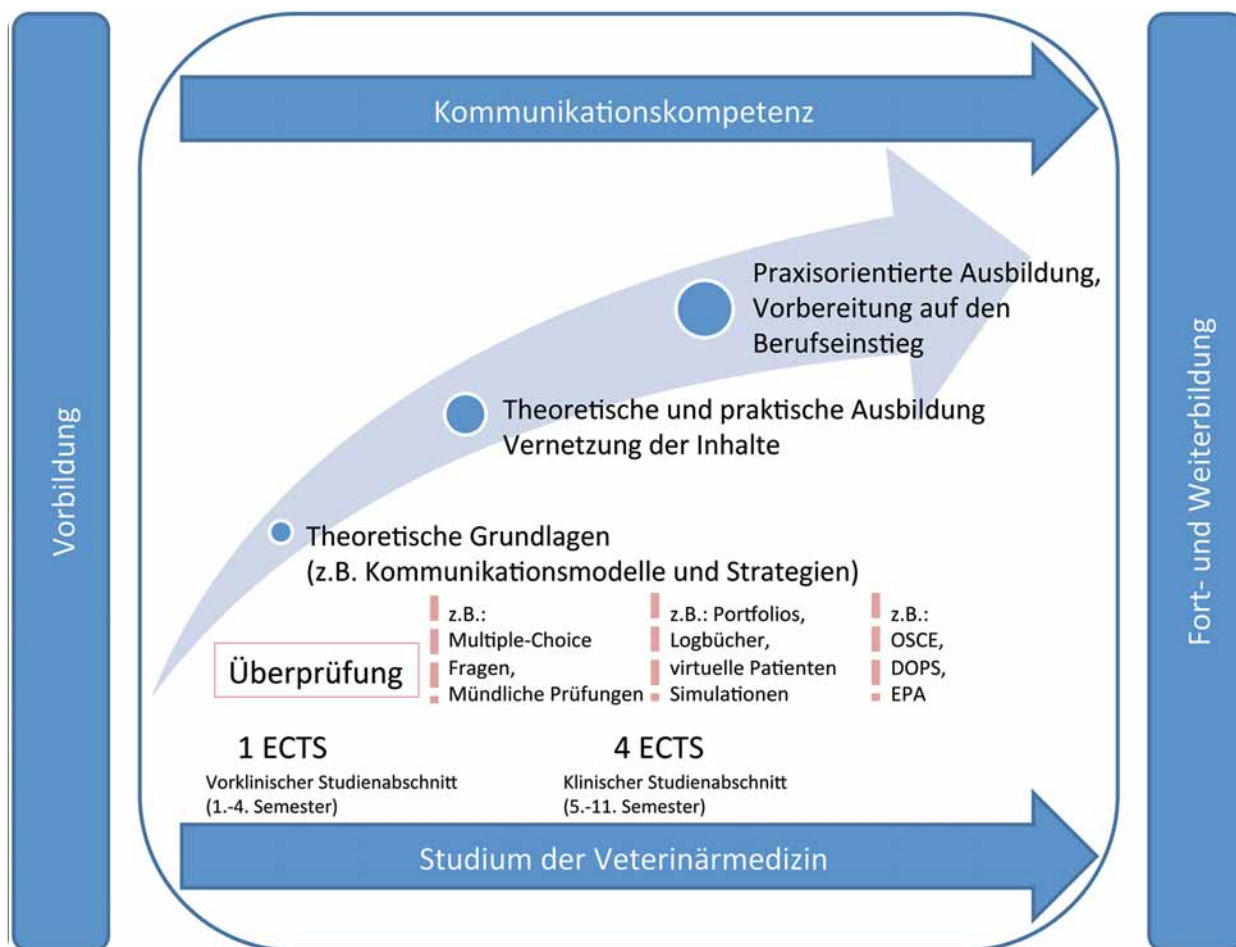 Vorbildung
Kommunikationskompetenz
Praxisorientierte Ausbildung,
Vorbereitung auf den
Berufseinstieg
Theoretische und praktische Ausbildung
Vernetzung der Inhalte
Theoretische Grundlagen
(z.B. Kommunikationsmodelle und Strategien)
Überprüfung
z.B.:
Multiple-Choice
Fragen,
Mündliche Prüfungen
z.B.: Portfolios,
Logbücher,
virtuelle Patienten
Simulationen
z.B.:
OSCE,
DOPS,
EPA
1 ECTS
Vorklinischer Studienabschnitt
(1.-4. Semester)
4 ECTS
Klinischer Studienabschnitt
(5.-11. Semester)
Studium der Veterinärmedizin
Fort- und Weiterbildung